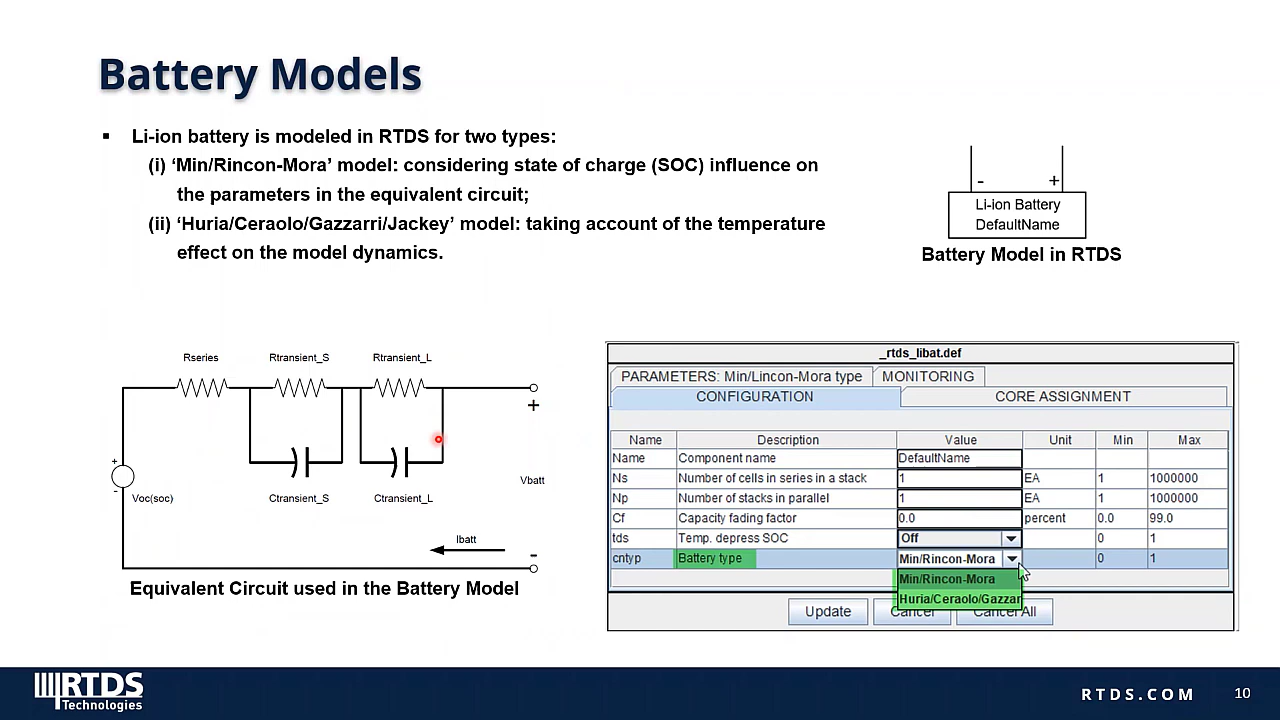 Battery Models
▪ Li-ion battery is modeled in RTDS for two types:
(i) ‘Min/Rincon-Mora’ model: considering state of charge (SOC) influence on
the parameters in the equivalent circuit;
(ii) ‘Huria/Ceraolo/Gazzarri/Jackey’ model: taking account of the temperature
effect on the model dynamics.
- +
Li-ion Battery
DefaultName
Battery Model in RTDS
Rseries Rtransient_S Rtransient_L
+
+
-
Voc(soc)
Ctransient_S Ctransient_L
Vbatt
Ibatt
-
Equivalent Circuit used in the Battery Model
_rtds_libat.def
PARAMETERS: Min/Lincon-Mora type MONITORING
CONFIGURATION CORE ASSIGNMENT
Name Description Value Unit Min Max
Name Component name DefaultName
Ns Number of cells in series in a stack 1 EA 1 1000000
Np Number of stacks in parallel 1 EA 1 1000000
Cf Capacity fading factor 0.0 percent 0.0 99.0
tds Temp. depress SOC Off 0 1
cntyp Battery type Min/Rincon-Mora 0 1
Min/Rincon-Mora
Huria/Ceraolo/Gazzar
Update Cancel Cancel All
RTDS
Technologies
RTDS.COM
10